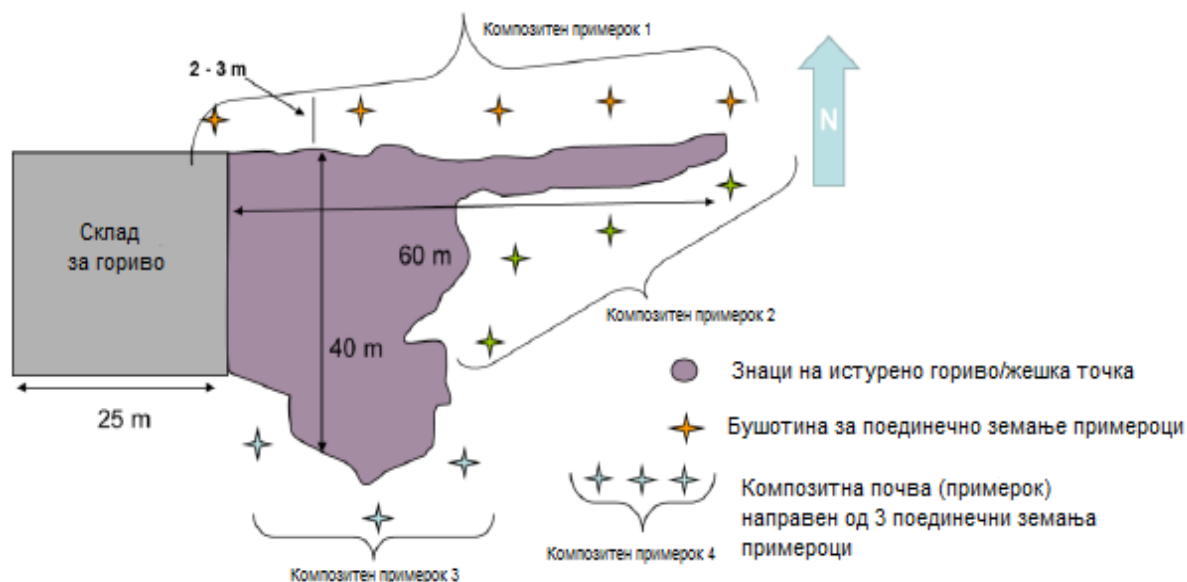 Композитен примерок 1
2 - 3 m
N
Склад
за гориво
60 m
Композитен примерок 2
40 m
25 m
Знаци на истурено гориво/жешка точка
Бушотина за поединечно земање примероци
Композитна почва (примерок)
направен од 3 поединечни земања
примероци
Композитен примерок 4
Композитен примерок 3